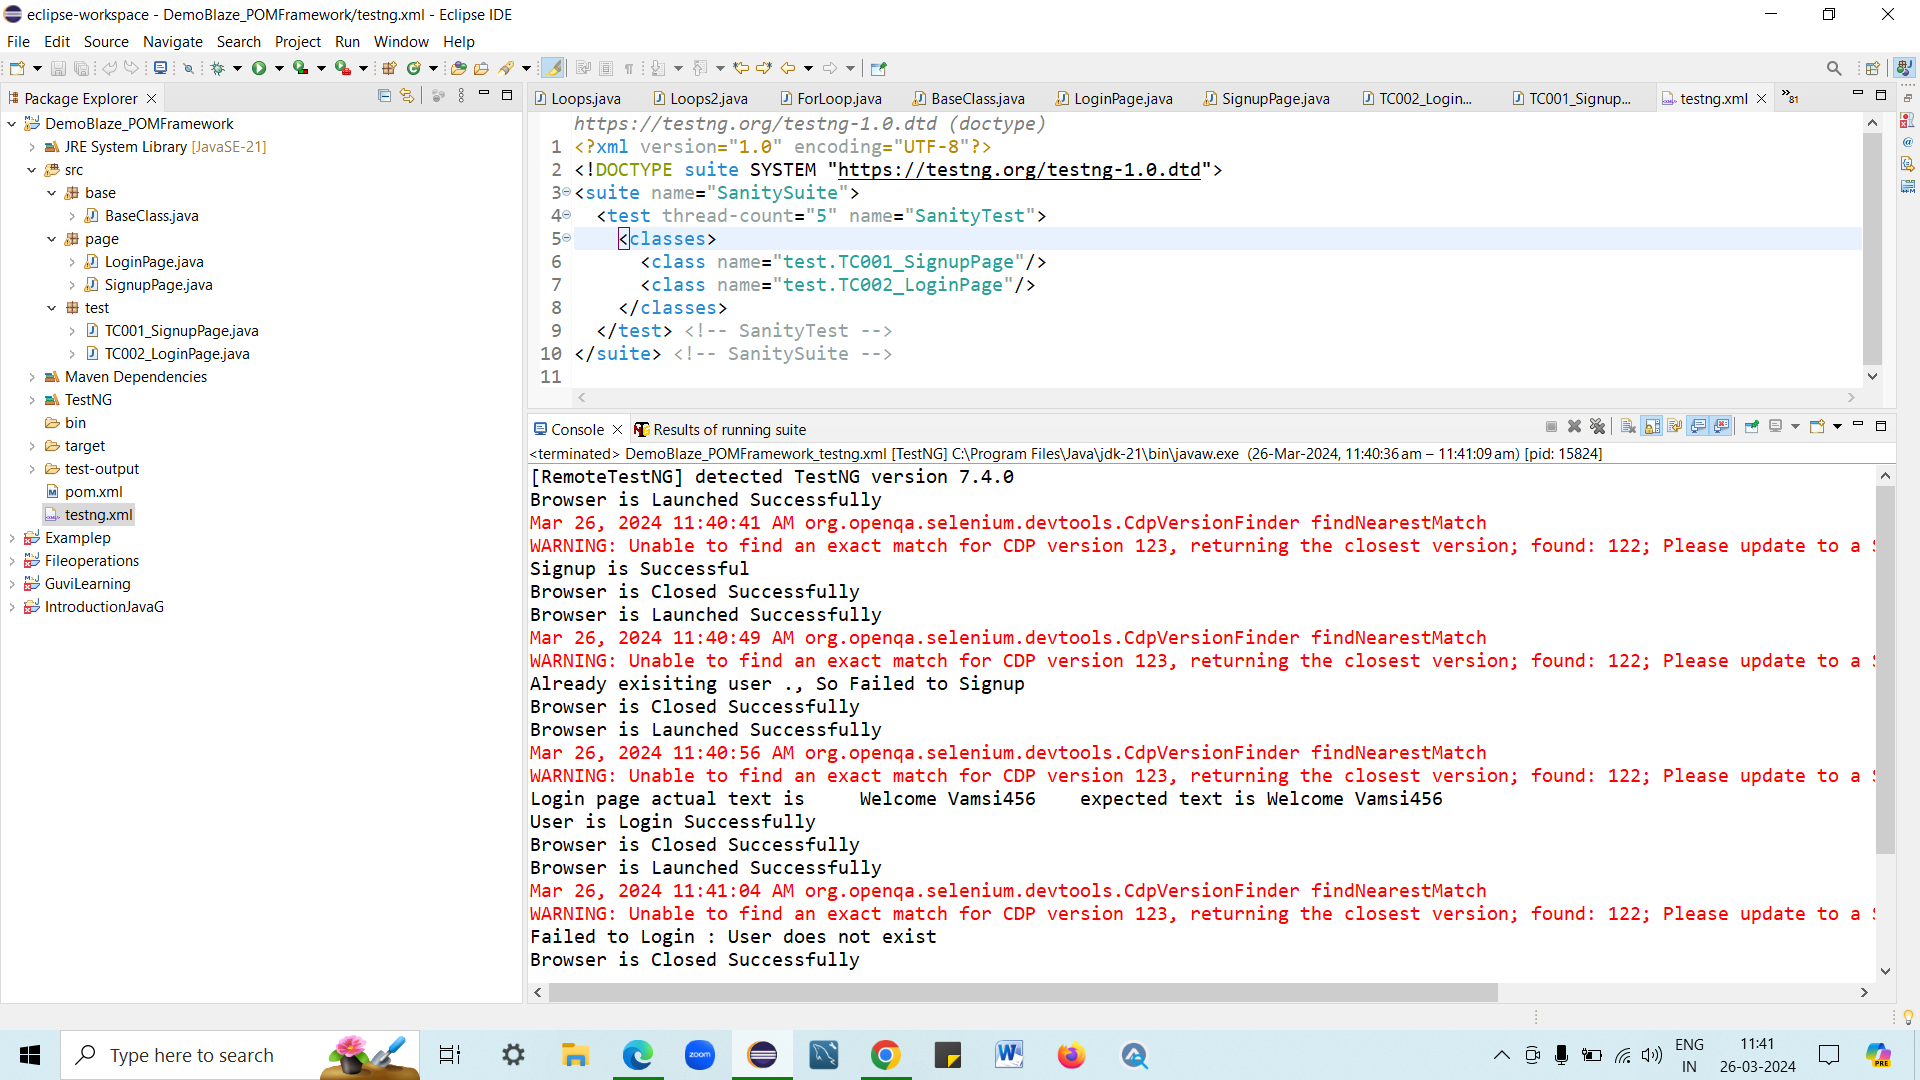 eclipse-workspace - DemoBlaze_POMFramework/testng.xml - Eclipse IDE
File Edit Source Navigate Search Project Run Window Help
Package Explorer
DemoBlaze_POMFramework
JRE System Library [JavaSE-21]
src
base
BaseClass.java
page
LoginPage.java
SignupPage.java
test
TC001_SignupPage.java
TC002_LoginPage.java
Maven Dependencies
TestNG
bin
target
test-output
pom.xml
testng.xml
Examplep
Fileoperations
GuviLearning
IntroductionJavaG
Loops.java Loops2.java ForLoop.java BaseClass.java LoginPage.java SignupPage.java TC002_Login... TC001_Signup... testng.xml »81
https://testng.org/testng-1.0.dtd (doctype)
1 <?xml version="1.0" encoding="UTF-8"?>
2 <!DOCTYPE suite SYSTEM "https://testng.org/testng-1.0.dtd">
3 <suite name="SanitySuite">
4 <test thread-count="5" name="SanityTest">
5 <classes>
6 <class name="test.TC001_SignupPage"/>
7 <class name="test.TC002_LoginPage"/>
8 </classes>
9 </test> <!-- SanityTest -->
10 </suite> <!-- SanitySuite -->
11
Console Results of running suite
<terminated> DemoBlaze_POMFramework_testng.xml [TestNG] C:\Program Files\Java\jdk-21\bin\javaw.exe (26-Mar-2024, 11:40:36 am – 11:41:09 am) [pid: 15824]
[RemoteTestNG] detected TestNG version 7.4.0
Browser is Launched Successfully
Mar 26, 2024 11:40:41 AM org.openqa.selenium.devtools.CdpVersionFinder findNearestMatch
WARNING: Unable to find an exact match for CDP version 123, returning the closest version; found: 122; Please update to a S
Signup is Successful
Browser is Closed Successfully
Browser is Launched Successfully
Mar 26, 2024 11:40:49 AM org.openqa.selenium.devtools.CdpVersionFinder findNearestMatch
WARNING: Unable to find an exact match for CDP version 123, returning the closest version; found: 122; Please update to a S
Already exisiting user ., So Failed to Signup
Browser is Closed Successfully
Browser is Launched Successfully
Mar 26, 2024 11:40:56 AM org.openqa.selenium.devtools.CdpVersionFinder findNearestMatch
WARNING: Unable to find an exact match for CDP version 123, returning the closest version; found: 122; Please update to a S
Login page actual text is Welcome Vamsi456 expected text is Welcome Vamsi456
User is Login Successfully
Browser is Closed Successfully
Browser is Launched Successfully
Mar 26, 2024 11:41:04 AM org.openqa.selenium.devtools.CdpVersionFinder findNearestMatch
WARNING: Unable to find an exact match for CDP version 123, returning the closest version; found: 122; Please update to a S
Failed to Login : User does not exist
Browser is Closed Successfully
Type here to search
zoom
ENG
IN
11:41
26-03-2024
PRE